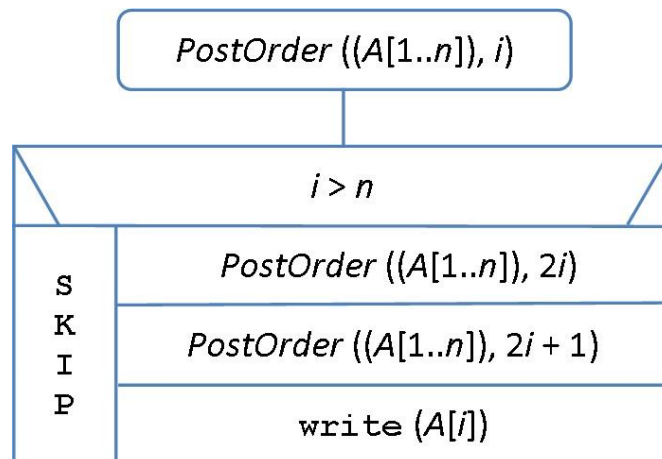 PostOrder ((A[1..n]), i)
i > n
S
K
I
P
PostOrder ((A[1..n]), 2i)
PostOrder ((A[1..n]), 2i + 1)
write (A[i])